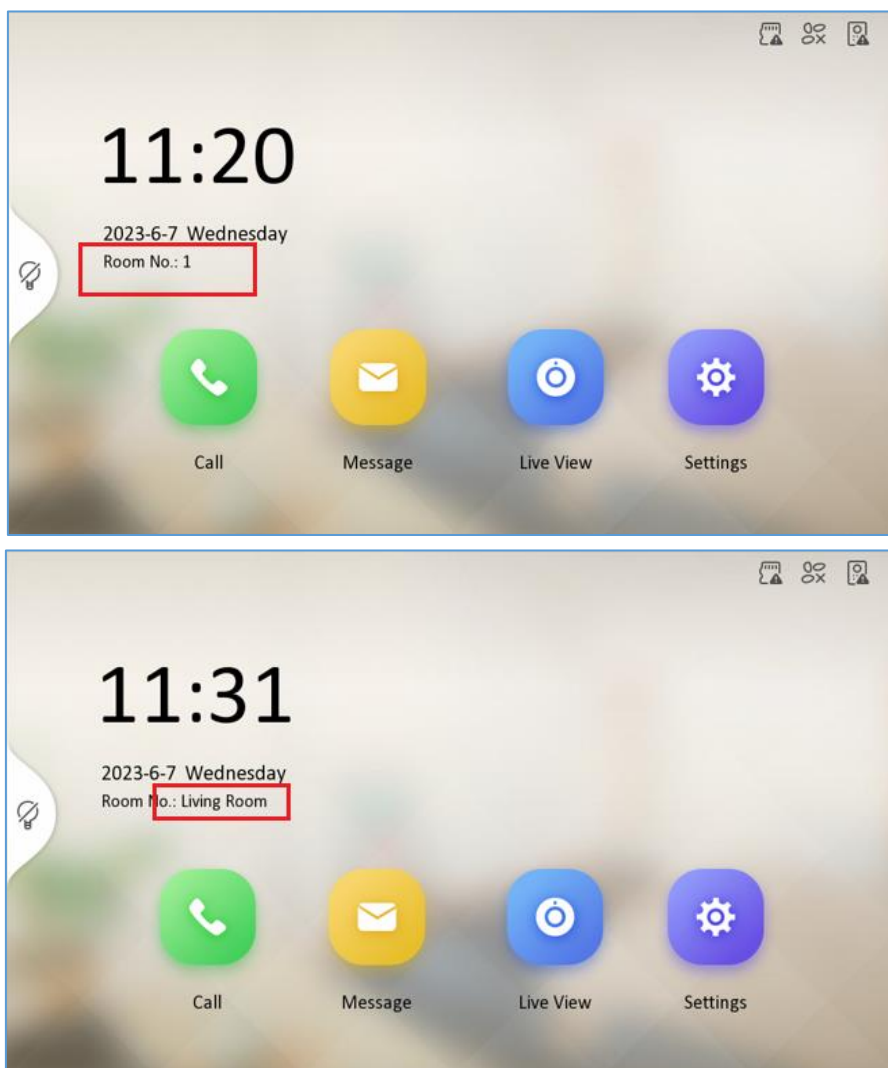 11:20
2023-6-7 Wednesday
Room No.: 1
Call Message Live View Settings
11:31
2023-6-7 Wednesday
Room No.: Living Room
Call Message Live View Settings